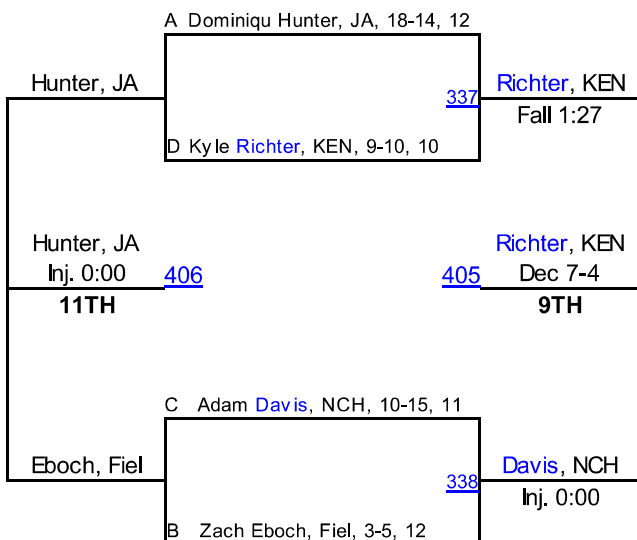 A Dominiqu Hunter, JA, 18-14, 12
Hunter, JA
337
Richter, KEN
Fall 1:27
D Kyle Richter, KEN, 9-10, 10
Hunter, JA
Inj. 0:00
11TH
406
405
Richter, KEN
Dec 7-4
9TH
C Adam Davis, NCH, 10-15, 11
Eboch, Fiel
338
Davis, NCH
Inj. 0:00
B Zach Eboch, Fiel, 3-5, 12